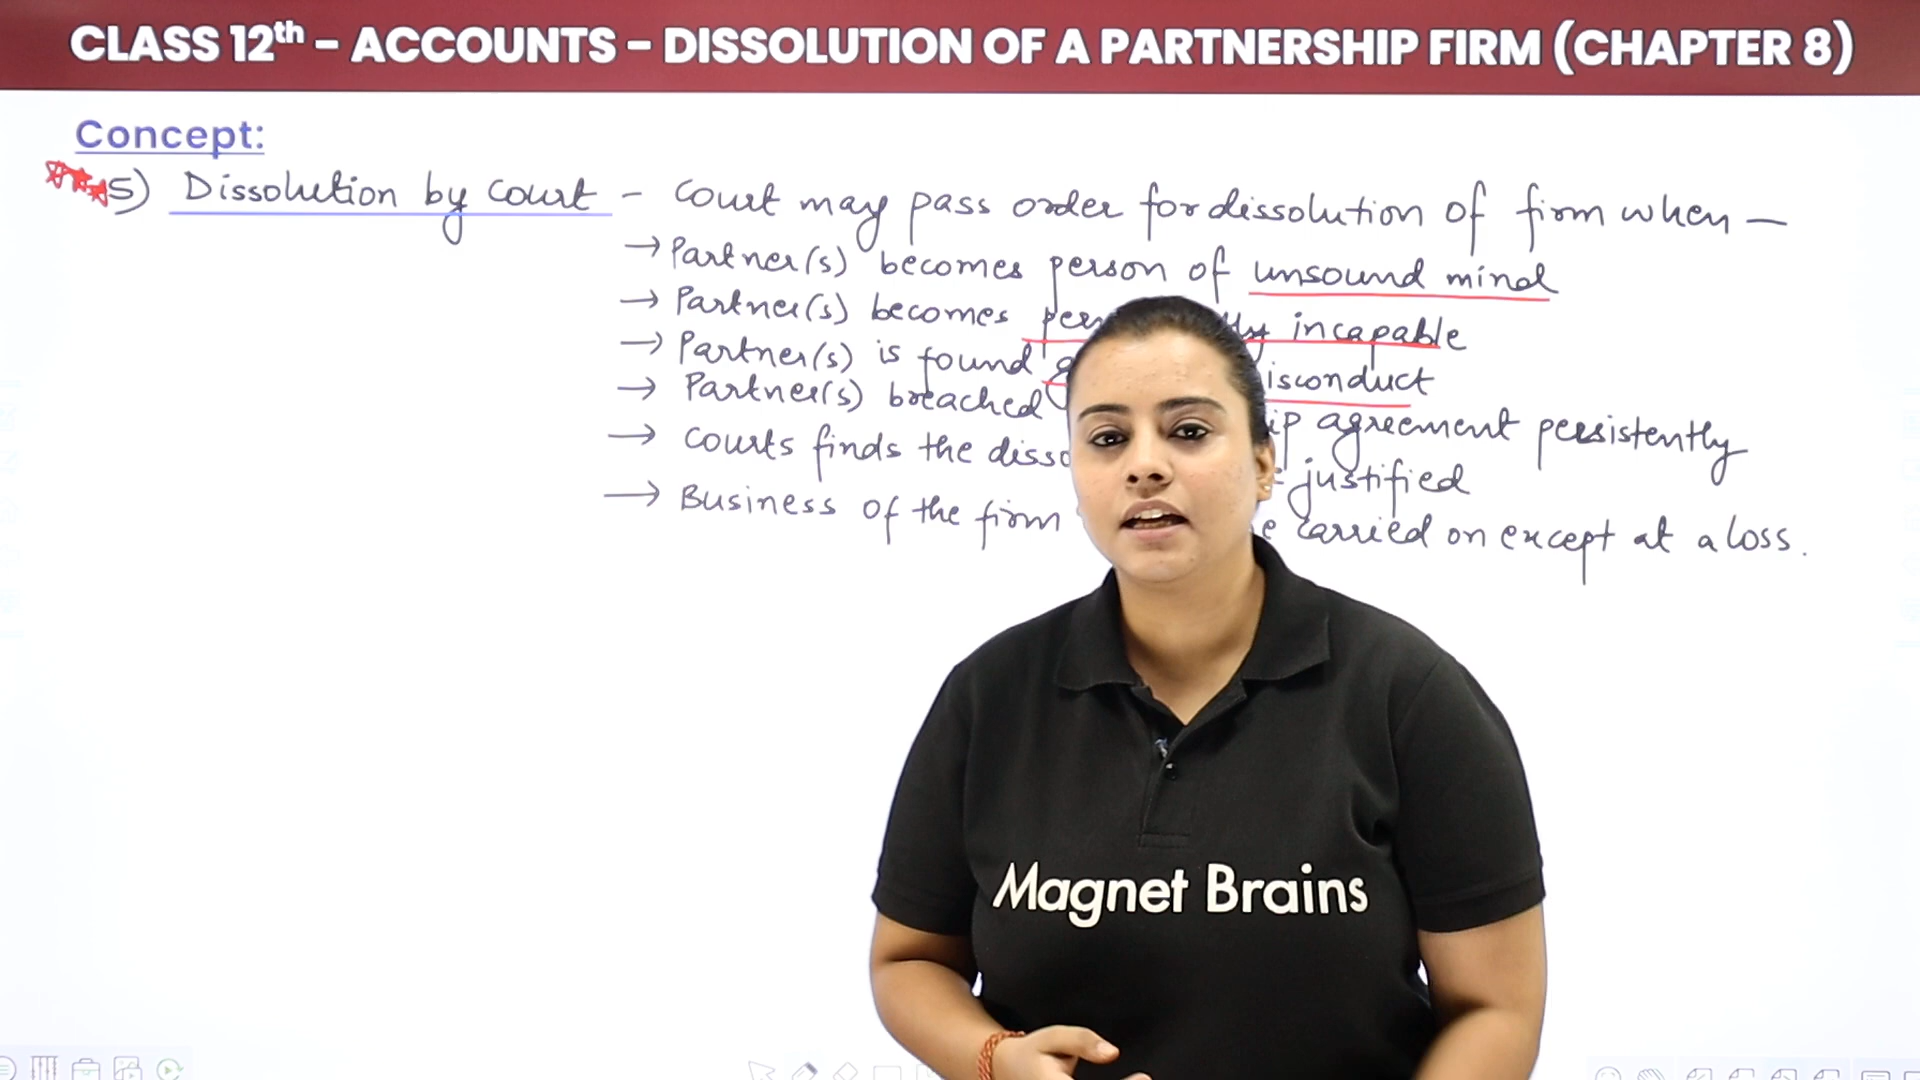 CLASS 12th – ACCOUNTS – DISSOLUTION OF A PARTNERSHIP FIRM (CHAPTER 8)
Concept:
5) Dissolution by court – court may pass order for dissolution of firm when –
→ Partner(s) becomes person of unsound mind
→ Partner(s) becomes incapable
→ Partner(s) is found
→ Partner(s) breached agreement persistently
→ Courts finds the justified
→ Business of the firm carried on except at a loss.
Magnet Brains